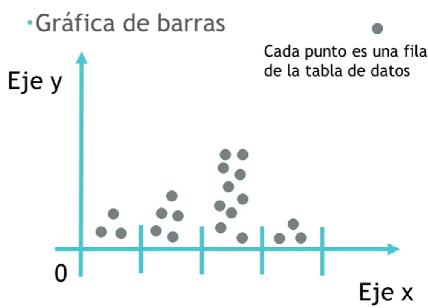 •Gráfica de barras
Cada punto es una fila
de la tabla de datos
Eje y
0
Eje x